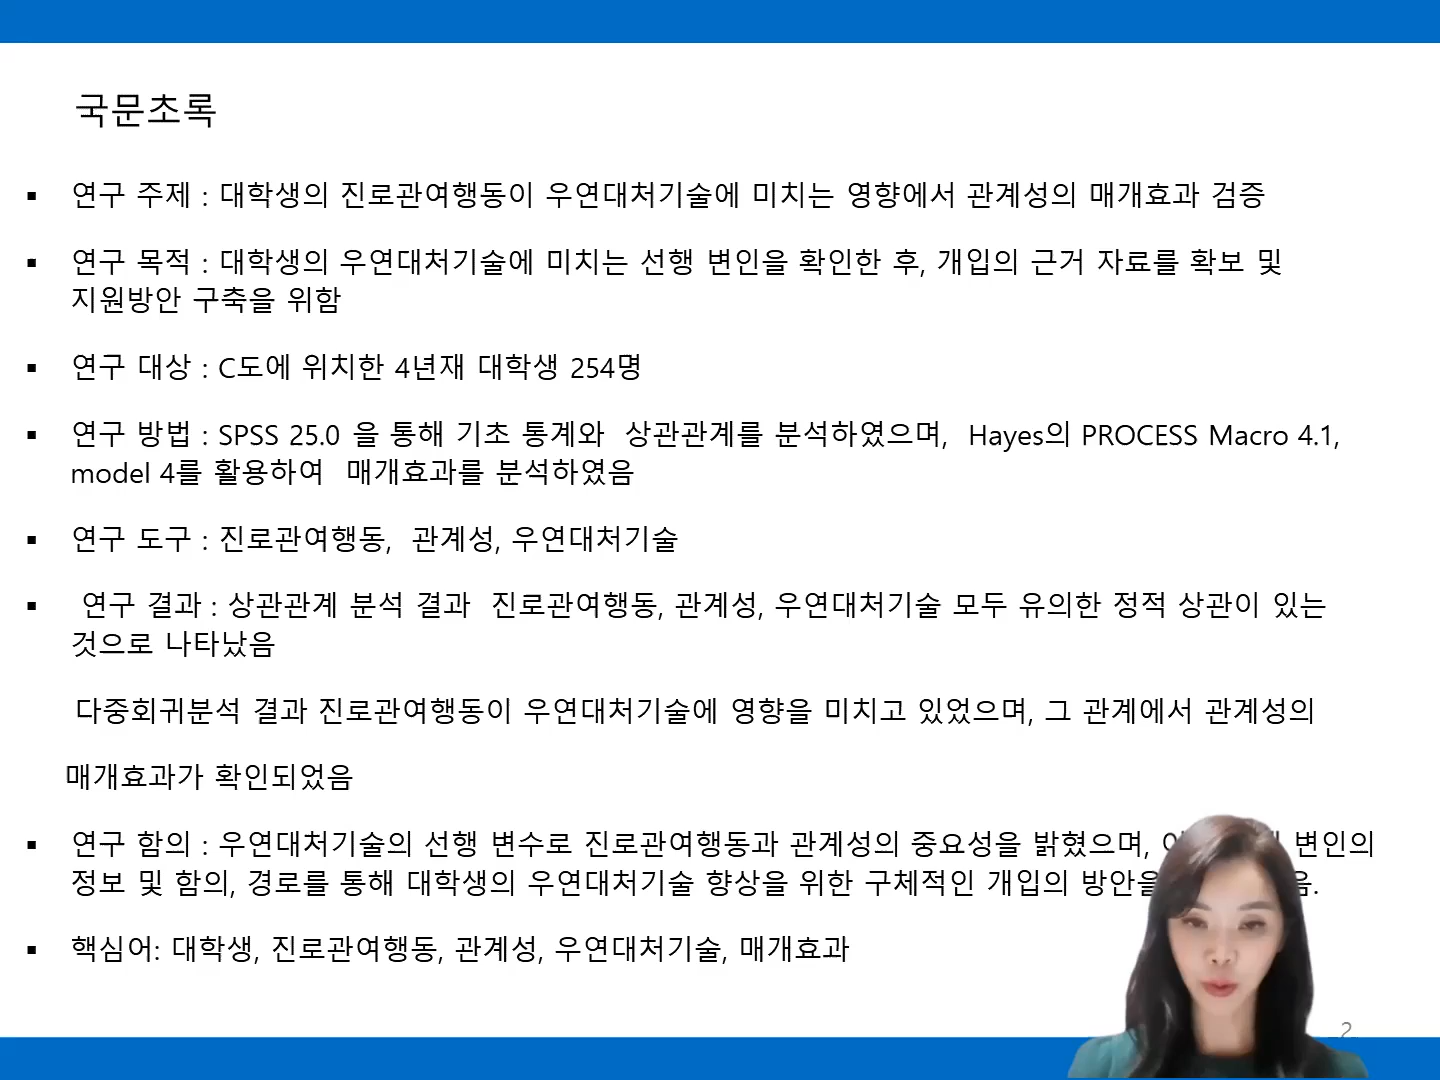 국문초록
▪ 연구 주제 : 대학생의 진로관여행동이 우연대처기술에 미치는 영향에서 관계성의 매개효과 검증
▪ 연구 목적 : 대학생의 우연대처기술에 미치는 선행 변인을 확인한 후, 개입의 근거 자료를 확보 및
지원방안 구축을 위함
▪ 연구 대상 : C도에 위치한 4년재 대학생 254명
▪ 연구 방법 : SPSS 25.0 을 통해 기초 통계와 상관관계를 분석하였으며, Hayes의 PROCESS Macro 4.1,
model 4를 활용하여 매개효과를 분석하였음
▪ 연구 도구 : 진로관여행동, 관계성, 우연대처기술
▪ 연구 결과 : 상관관계 분석 결과 진로관여행동, 관계성, 우연대처기술 모두 유의한 정적 상관이 있는
것으로 나타났음
다중회귀분석 결과 진로관여행동이 우연대처기술에 영향을 미치고 있었으며, 그 관계에서 관계성의
매개효과가 확인되었음
▪ 연구 함의 : 우연대처기술의 선행 변수로 진로관여행동과 관계성의 중요성을 밝혔으며, 변인의
정보 및 함의, 경로를 통해 대학생의 우연대처기술 향상을 위한 구체적인 개입의 방안을
▪ 핵심어: 대학생, 진로관여행동, 관계성, 우연대처기술, 매개효과
2